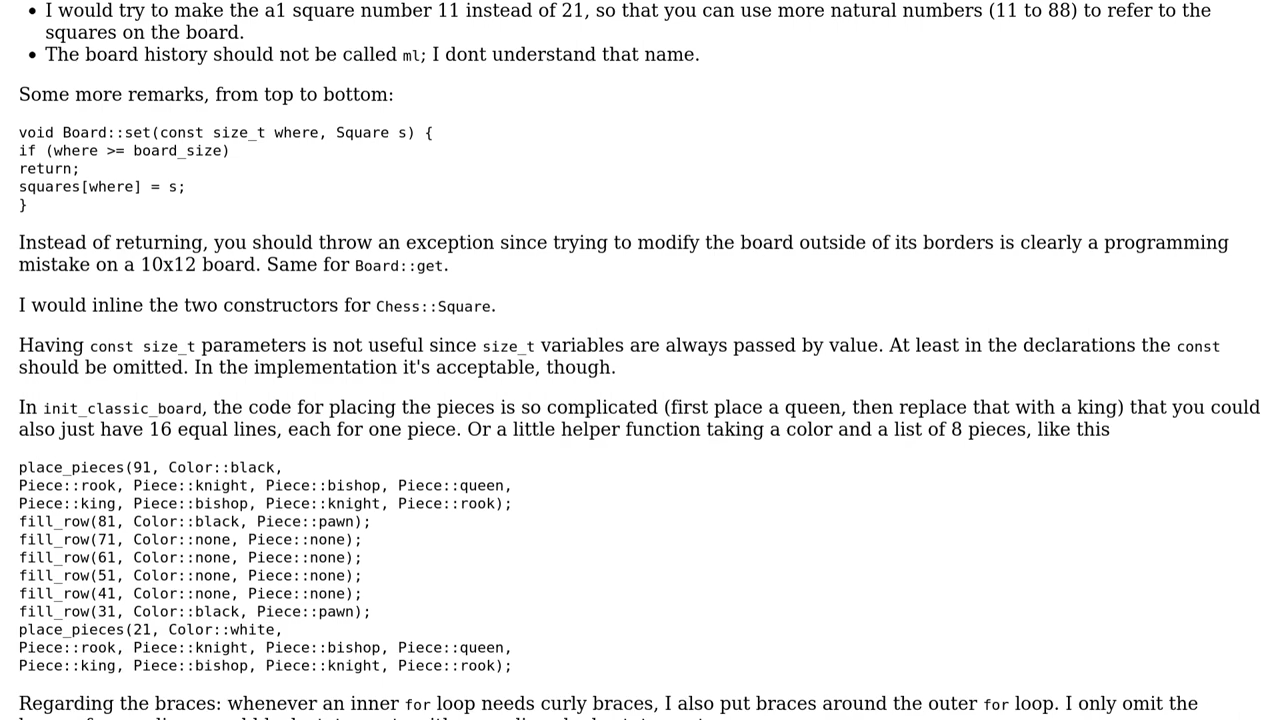 • I would try to make the a1 square number 11 instead of 21, so that you can use more natural numbers (11 to 88) to refer to the
squares on the board.
• The board history should not be called ml; I dont understand that name.
Some more remarks, from top to bottom:
void Board::set(const size_t where, Square s) {
if (where >= board_size)
return;
squares[where] = s;
}
Instead of returning, you should throw an exception since trying to modify the board outside of its borders is clearly a programming
mistake on a 10x12 board. Same for Board::get.
I would inline the two constructors for Chess::Square.
Having const size_t parameters is not useful since size_t variables are always passed by value. At least in the declarations the const
should be omitted. In the implementation it's acceptable, though.
In init_classic_board, the code for placing the pieces is so complicated (first place a queen, then replace that with a king) that you could
also just have 16 equal lines, each for one piece. Or a little helper function taking a color and a list of 8 pieces, like this
place_pieces(91, Color::black,
Piece::rook, Piece::knight, Piece::bishop, Piece::queen,
Piece::king, Piece::bishop, Piece::knight, Piece::rook);
fill_row(81, Color::black, Piece::pawn);
fill_row(71, Color::none, Piece::none);
fill_row(61, Color::none, Piece::none);
fill_row(51, Color::none, Piece::none);
fill_row(41, Color::none, Piece::none);
fill_row(31, Color::black, Piece::pawn);
place_pieces(21, Color::white,
Piece::rook, Piece::knight, Piece::bishop, Piece::queen,
Piece::king, Piece::bishop, Piece::knight, Piece::rook);
Regarding the braces: whenever an inner for loop needs curly braces, I also put braces around the outer for loop. I only omit the